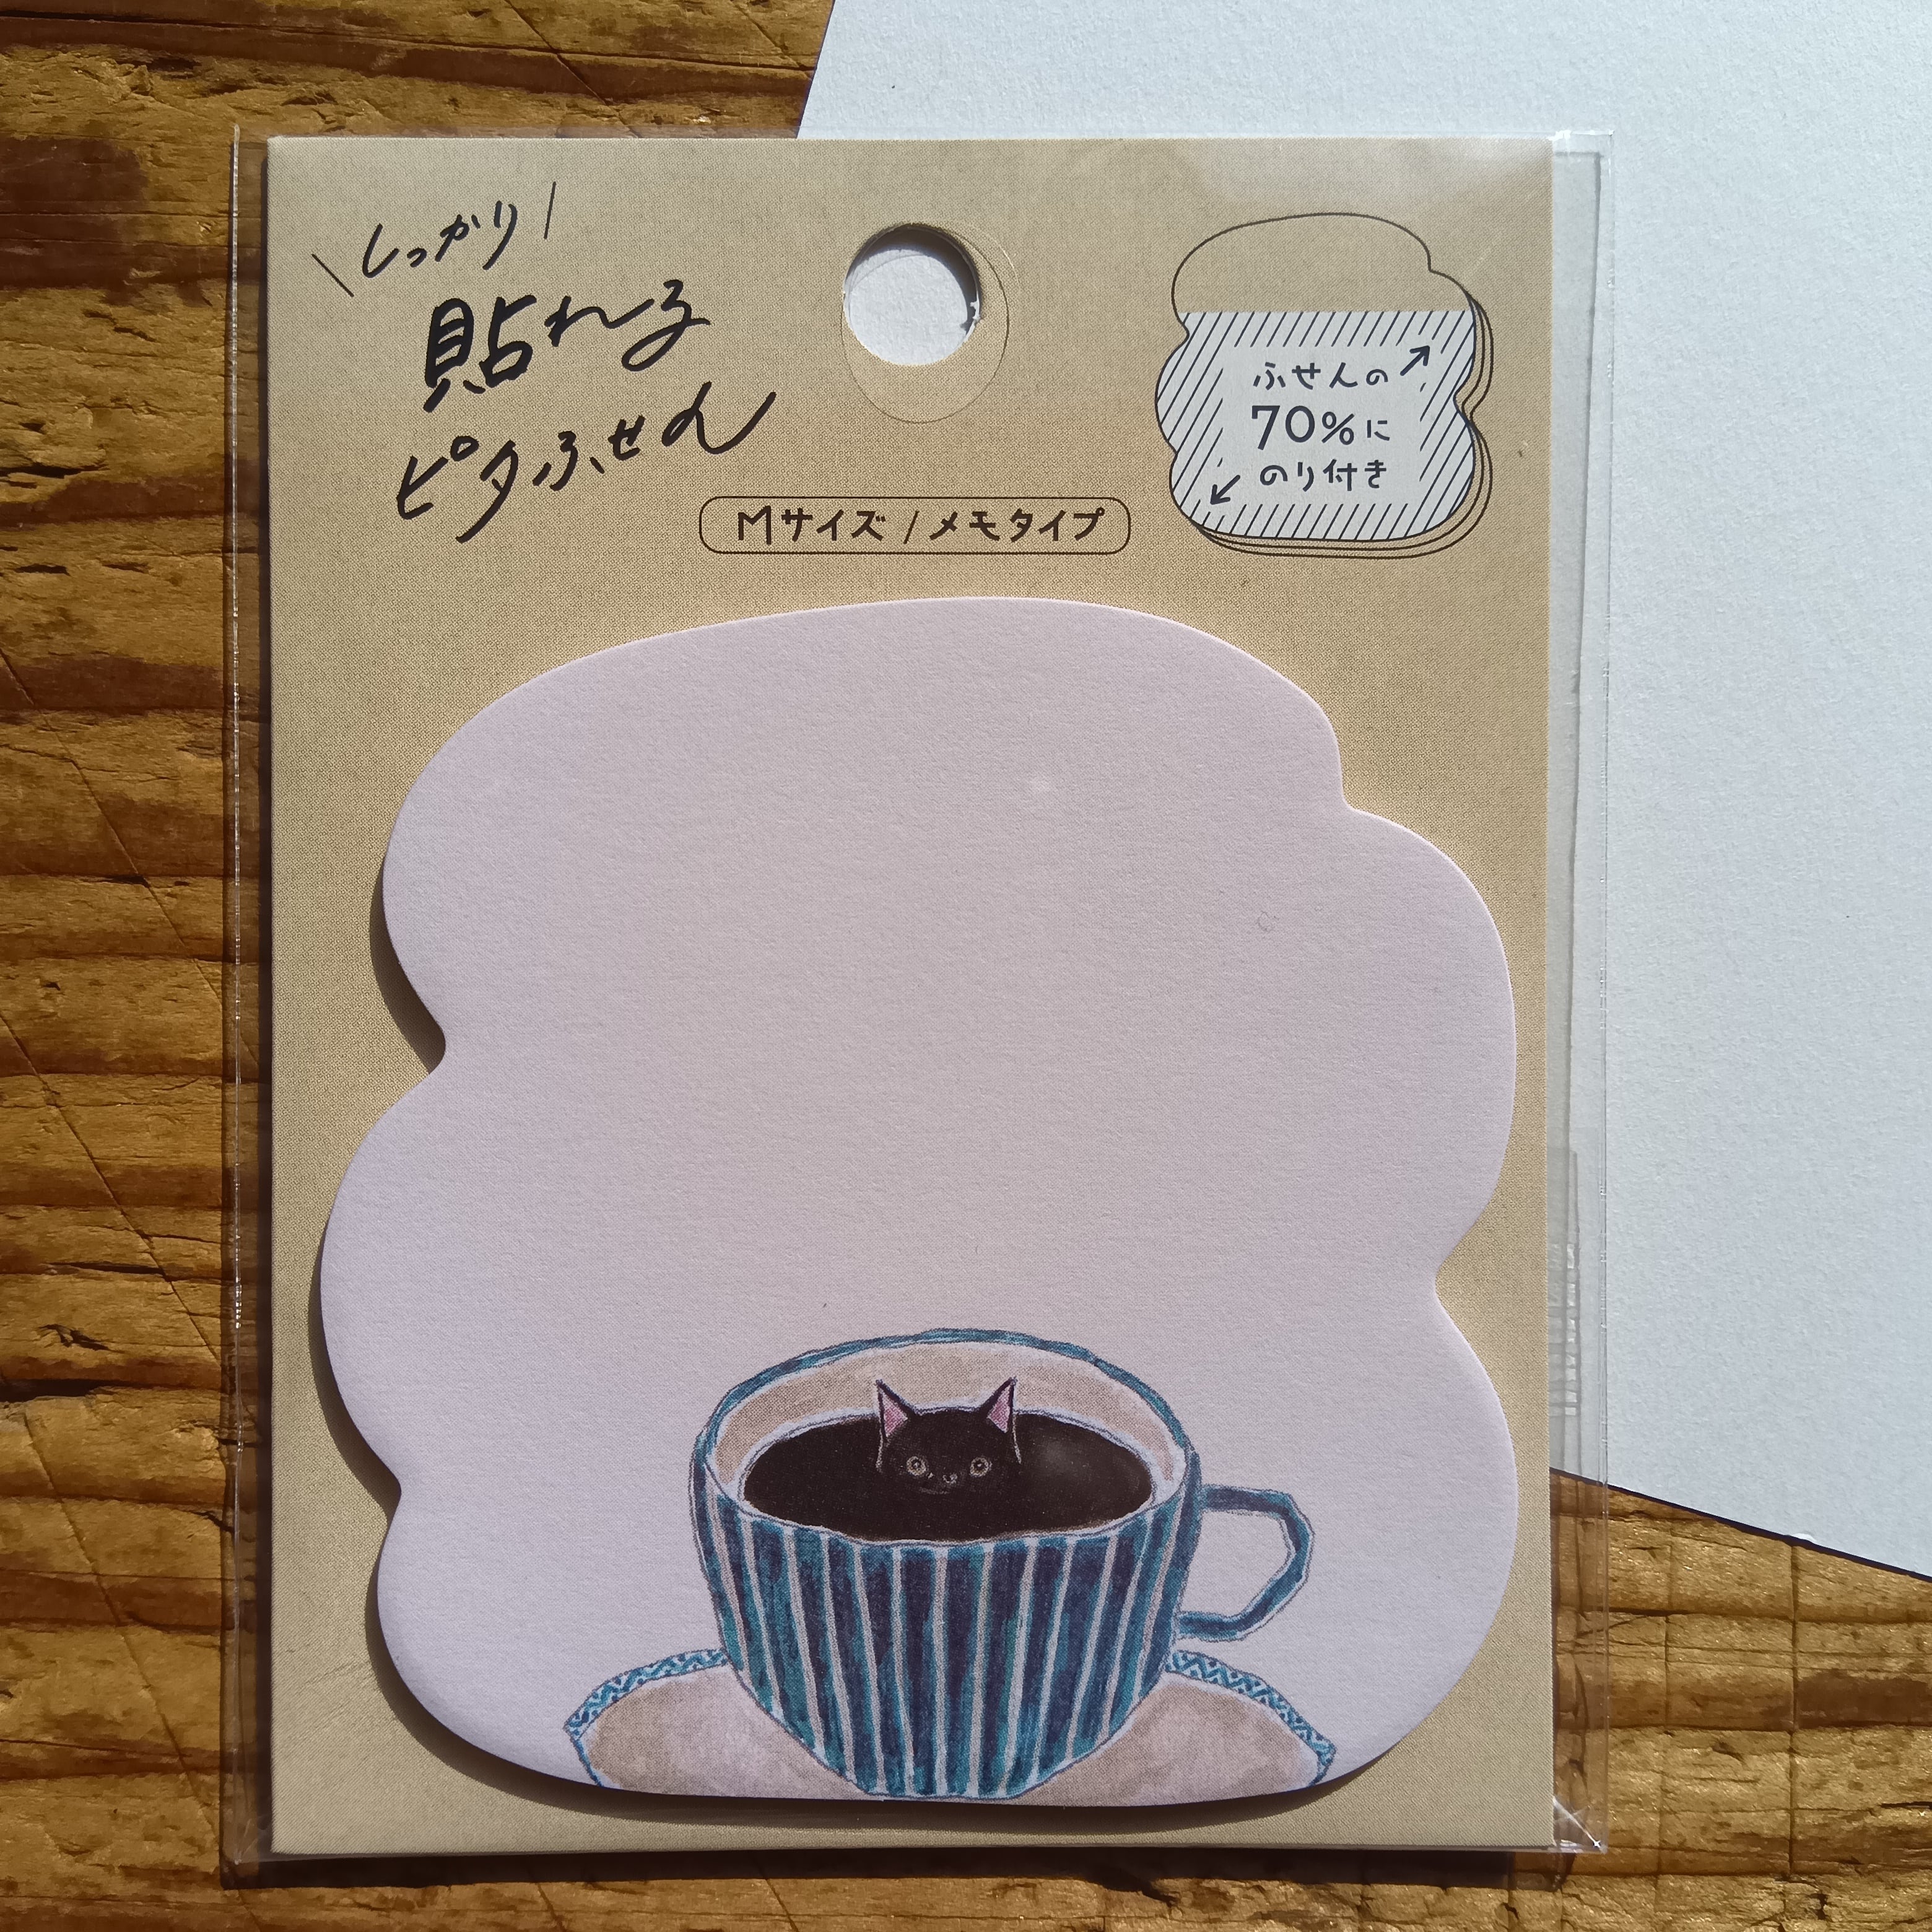 しっかり
貼れる
ピタふせん
Mサイズ / メモタイプ
ふせんの
70%に
のり付き